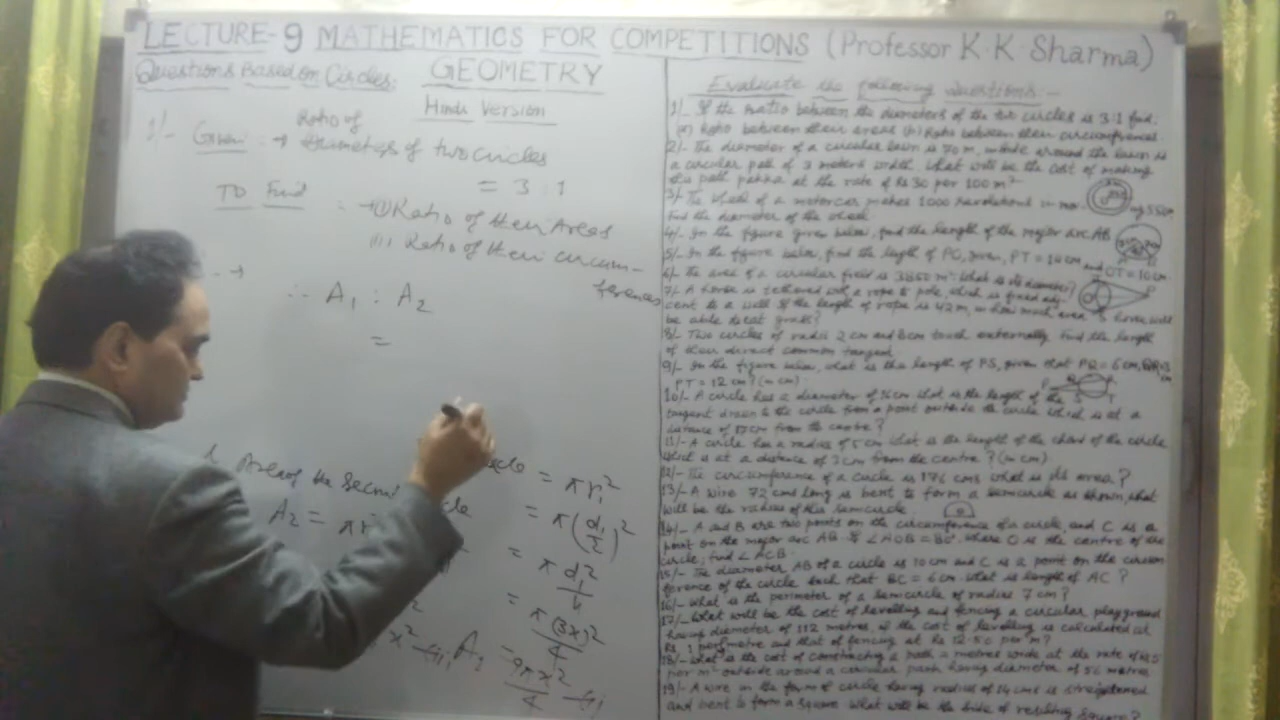 LECTURE-9 MATHEMATICS FOR COMPETITIONS (Professor K.K. Sharma)
Questions Based on Circles: GEOMETRY
Hindi Version
1/- Given → Ratio of
diameters of two circles
= 3:1
TO Find = → (i) Ratio of their Areas
(ii) Ratio of their circum-
ferences
∴ A₁ : A₂
=
Area of the Secon
A₂ = π
= πr₁²
= π(d₁/2)²
= π d₁²/4
= π(3x)²/4
A₁ = 9πx²/4
Evaluate the following Questions:-
1/- If the ratio between the diameters of the two circles is 3:1 find:
(a) Ratio between their areas (b) Ratio between their circumferences.
2/- The diameter of a circular lawn is 70 m, outside around the lawn is
a circular path of 3 meters width. What will be the cost of making
this path pakka at the rate of Rs 30 per 100 m²
3/- The wheel of a motorcar makes 1000 revolutions in
find the diameter of the wheel.
4/- In the figure given below, find the length of the major arc AB
5/- In the figure below, find the length of PO, given, PT = 14 cm
and OT = 10 cm
6/- The area of a circular field is 3850 m². What is its diameter?
7/- A horse is tethered with a rope to pole, which is fixed adj-
cent to a well. If the length of rope is 42 m, in how much area horse will
be able to eat grass?
8/- Two circles of radius 2 cm and 8 cm touch externally. Find the length
of their direct common tangent.
9/- In the figure below, what is the length of PS, given that PQ = 6 cm,
PT = 12 cm? (in cm)
10/- A circle has a diameter of 16 cm what is the length of the
tangent drawn to the circle from a point outside the circle which is at a
distance of 17 cm from the centre?
11/- A circle has a radius of 5 cm what is the length of the chord of the circle
which is at a distance of 3 cm from the centre? (in cm)
12/- The circumference of a circle is 176 cms what is its area?
13/- A wire 72 cms long is bent to form a semicircle as shown, what
will be the radius of this semicircle.
14/- A and B are two points on the circumference of a circle, and C is a
point on the major arc AB. If ∠AOB = 80° where O is the centre of the
circle; find ∠ACB.
15/- The diameter AB of a circle is 10 cm and C is a point on the circum
ference of the circle such that BC = 6 cm. What is length of AC?
16/- What is the perimeter of a semicircle of radius 7 cm?
17/- What will be the cost of levelling and fencing a circular playground
having diameter of 112 metres, if the cost of levelling is calculated at
Rs. 1 per metre and that of fencing at Rs 12.50 per m?
18/- What is the cost of constructing a path 2 metres wide at the rate of Rs 5
per m² outside around a circular park having diameter of 56 metres
19/- A wire in the form of circle having radius of 14 cms is straightened
and bent to form a square. What will be the side of resulting square?